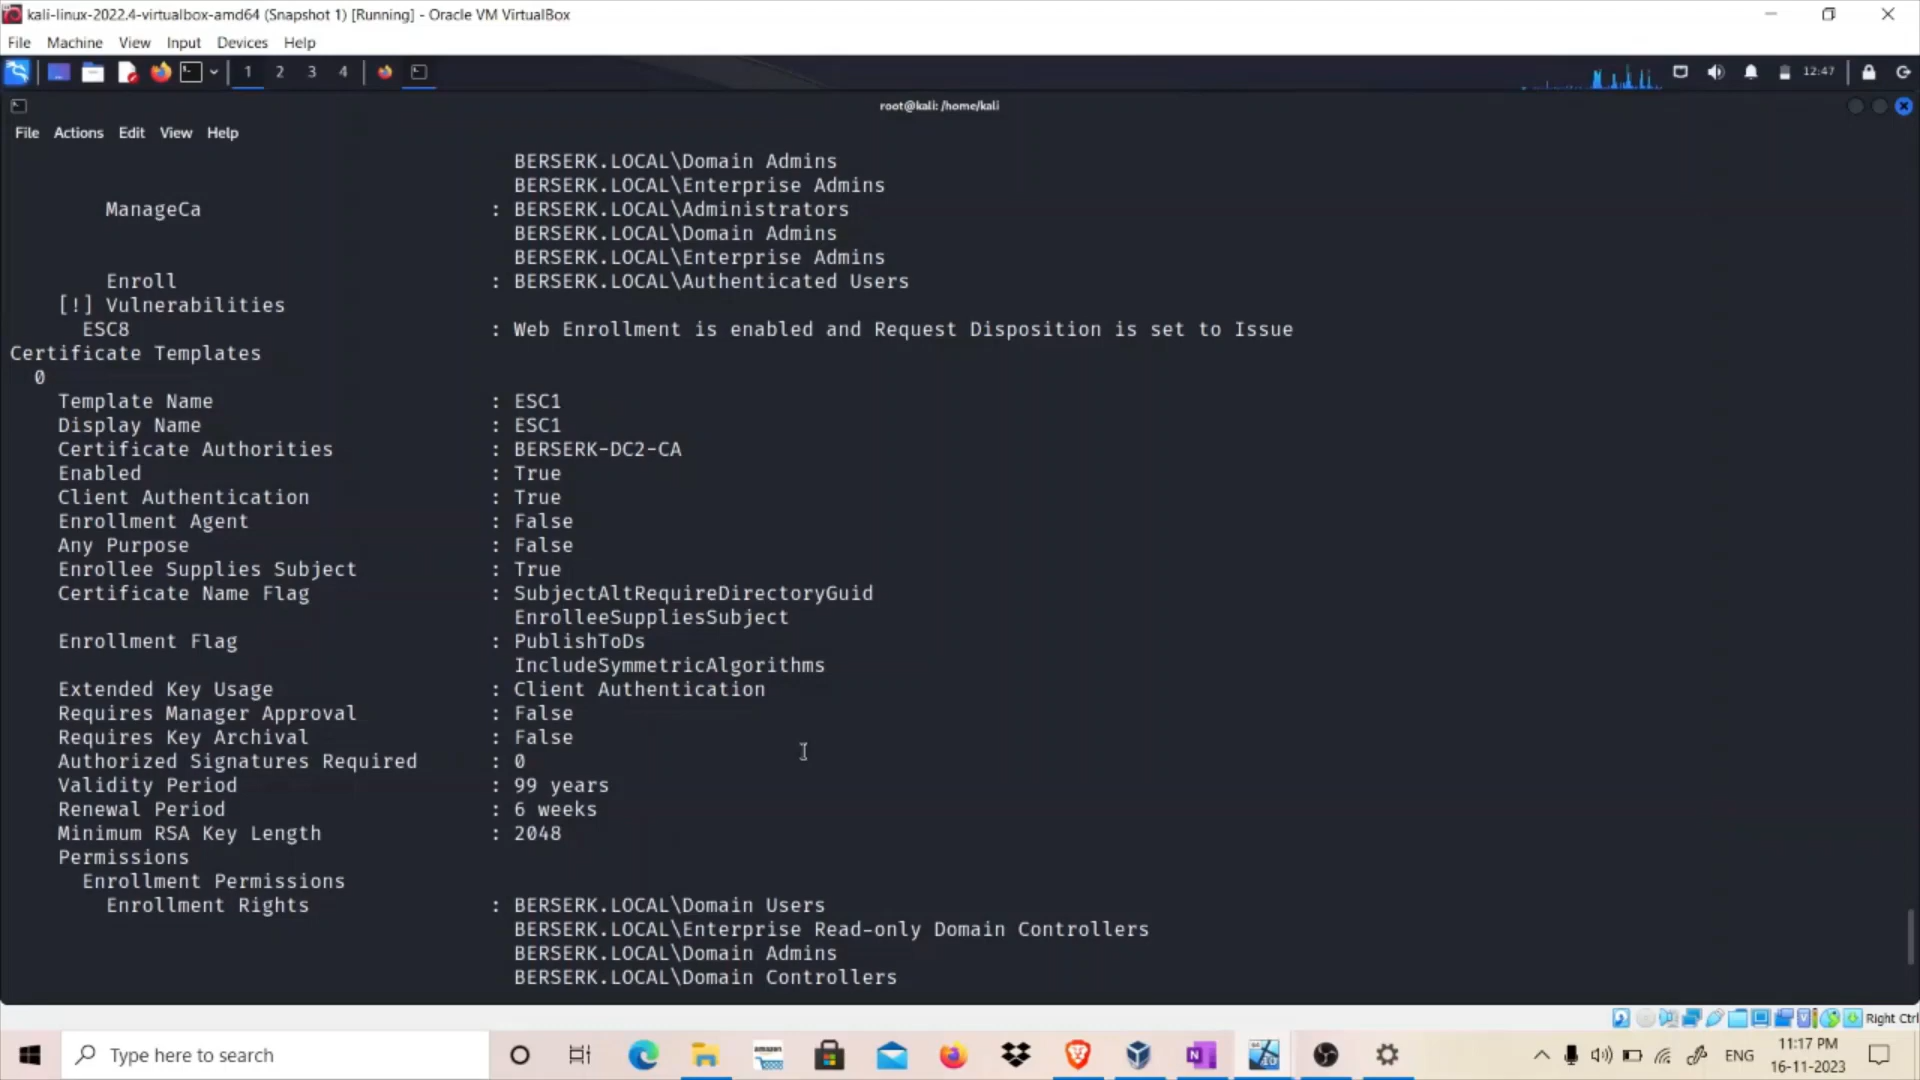 kali-linux-2022.4-virtualbox-amd64 (Snapshot 1) [Running] - Oracle VM VirtualBox
File Machine View Input Devices Help
1 2 3 4 12:47
root@kali: /home/kali
File Actions Edit View Help
BERSERK.LOCAL\Domain Admins
BERSERK.LOCAL\Enterprise Admins
ManageCa : BERSERK.LOCAL\Administrators
BERSERK.LOCAL\Domain Admins
BERSERK.LOCAL\Enterprise Admins
Enroll : BERSERK.LOCAL\Authenticated Users
[!] Vulnerabilities
ESC8 : Web Enrollment is enabled and Request Disposition is set to Issue
Certificate Templates
0
Template Name : ESC1
Display Name : ESC1
Certificate Authorities : BERSERK-DC2-CA
Enabled : True
Client Authentication : True
Enrollment Agent : False
Any Purpose : False
Enrollee Supplies Subject : True
Certificate Name Flag : SubjectAltRequireDirectoryGuid
EnrolleeSuppliesSubject
Enrollment Flag : PublishToDs
IncludeSymmetricAlgorithms
Extended Key Usage : Client Authentication
Requires Manager Approval : False
Requires Key Archival : False
Authorized Signatures Required : 0
Validity Period : 99 years
Renewal Period : 6 weeks
Minimum RSA Key Length : 2048
Permissions
Enrollment Permissions
Enrollment Rights : BERSERK.LOCAL\Domain Users
BERSERK.LOCAL\Enterprise Read-only Domain Controllers
BERSERK.LOCAL\Domain Admins
BERSERK.LOCAL\Domain Controllers
Right Ctrl
Type here to search
amazon
ENG
11:17 PM
16-11-2023